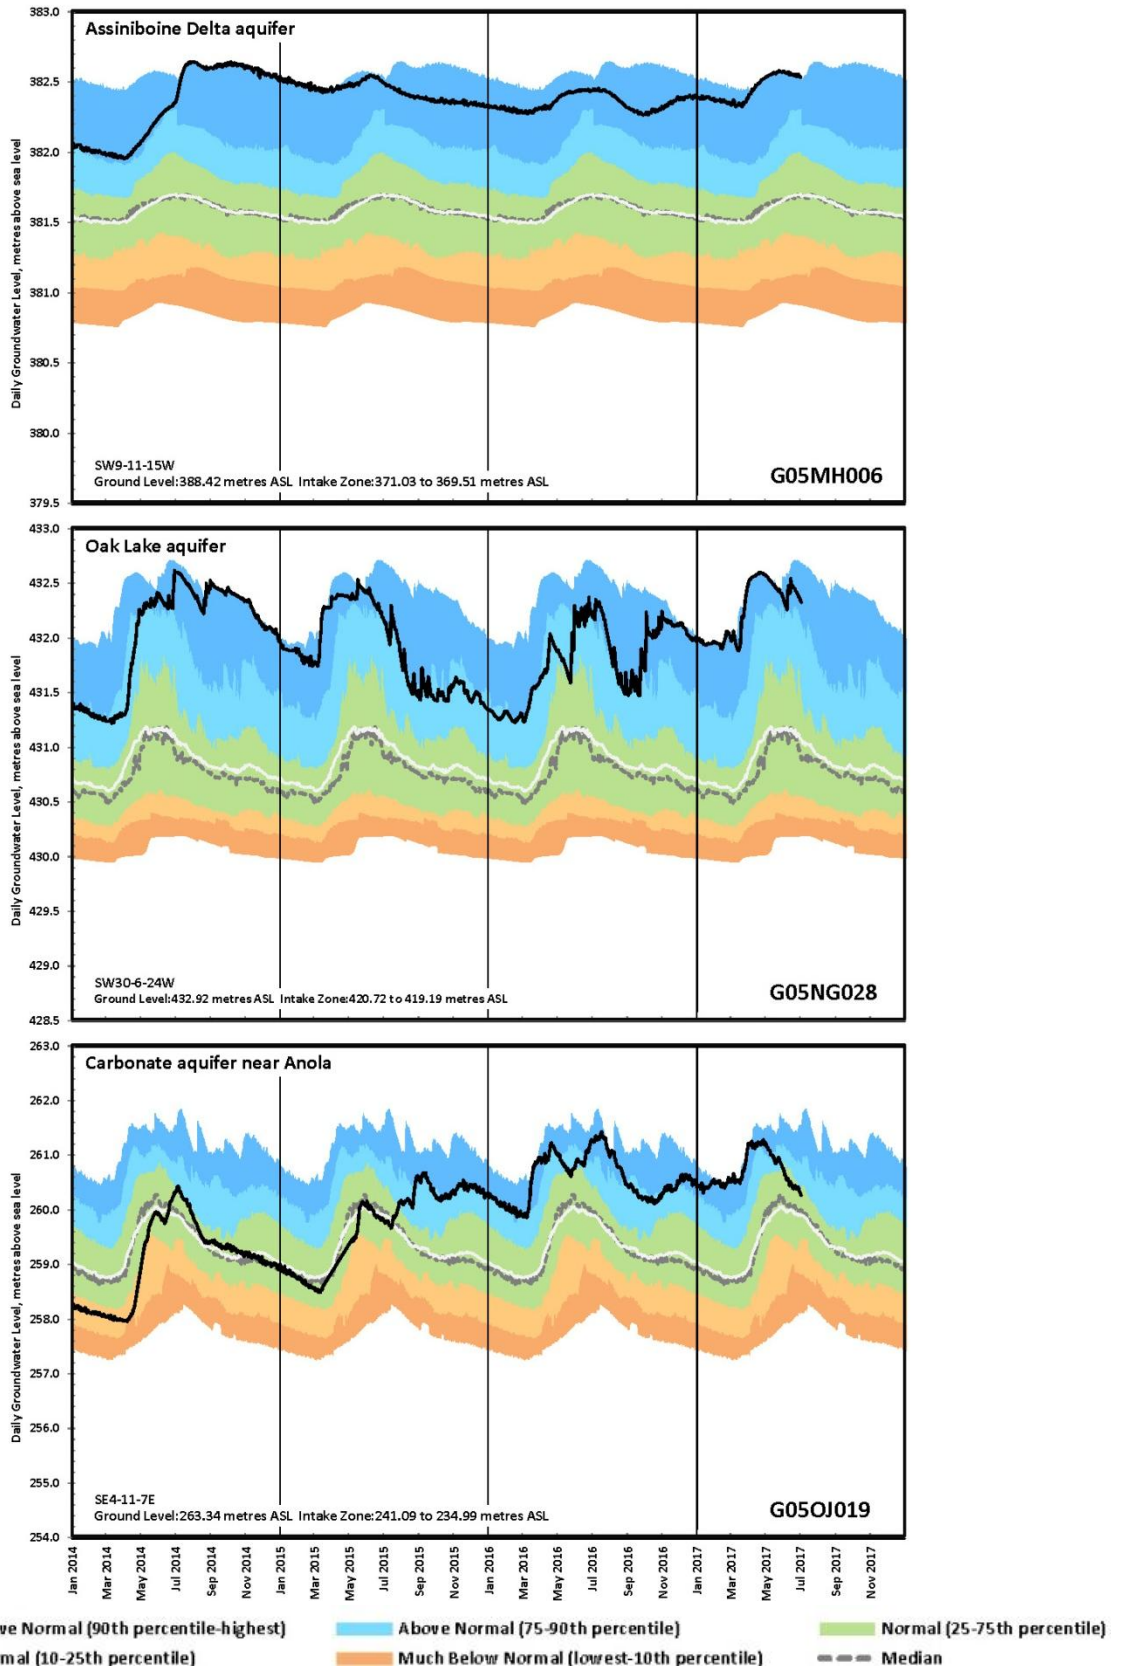 Assiniboine Delta aquifer
Daily Groundwater Level, metres above sea level
383.0
382.5
382.0
381.5
381.0
380.5
380.0
379.5
SW9-11-15W
Ground Level:388.42 metres ASL Intake Zone:371.03 to 369.51 metres ASL
G05MH006
Oak Lake aquifer
Daily Groundwater Level, metres above sea level
433.0
432.5
432.0
431.5
431.0
430.5
430.0
429.5
429.0
428.5
SW30-6-24W
Ground Level:432.92 metres ASL Intake Zone:420.72 to 419.19 metres ASL
G05NG028
Carbonate aquifer near Anola
Daily Groundwater Level, metres above sea level
263.0
262.0
261.0
260.0
259.0
258.0
257.0
256.0
255.0
254.0
SE4-11-7E
Ground Level:263.34 metres ASL Intake Zone:241.09 to 234.99 metres ASL
G05OJ019
Jan 2014
Mar 2014
May 2014
Jul 2014
Sep 2014
Nov 2014
Jan 2015
Mar 2015
May 2015
Jul 2015
Sep 2015
Nov 2015
Jan 2016
Mar 2016
May 2016
Jul 2016
Sep 2016
Nov 2016
Jan 2017
Mar 2017
May 2017
Jul 2017
Sep 2017
Nov 2017
ve Normal (90th percentile-highest) Above Normal (75-90th percentile) Normal (25-75th percentile)
mal (10-25th percentile) Much Below Normal (lowest-10th percentile) Median